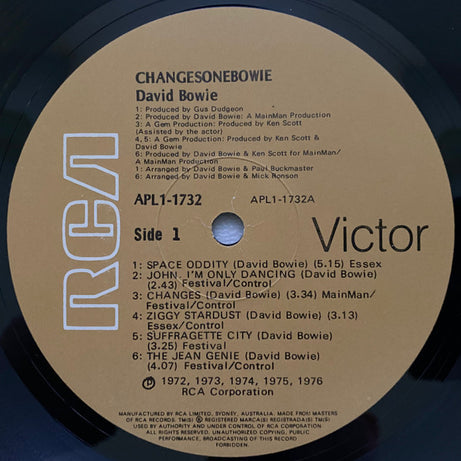 CHANGESONEBOWIE
David Bowie
1: Produced by Gus Dudgeon
2: Produced by David Bowie: A MainMan Production
3: A Gem Production: Produced by Ken Scott
(Assisted by the actor)
4, 5: A Gem Production: Produced by Ken Scott &
David Bowie
6: Produced by David Bowie & Ken Scott for MainMan/
A MainMan Production
1: Arranged by David Bowie & Paul Buckmaster
6: Arranged by David Bowie & Mick Ronson
APL1-1732
APL1-1732A
Side 1
RCA
Victor
1: SPACE ODDITY (David Bowie) (5.15) Essex
2: JOHN, I'M ONLY DANCING (David Bowie)
(2.43) Festival/Control
3: CHANGES (David Bowie) (3.34) MainMan/
Festival/Control
4: ZIGGY STARDUST (David Bowie) (3.13)
Essex/Control
5: SUFFRAGETTE CITY (David Bowie)
(3.25) Festival
6: THE JEAN GENIE (David Bowie)
(4.07) Festival/Control
Ⓟ 1972, 1973, 1974, 1975, 1976
RCA Corporation
MANUFACTURED BY RCA LIMITED, SYDNEY, AUSTRALIA. MADE FROM MASTERS
OF RCA RECORDS. TM(S) ® REGISTERED MARCA(S) REGISTRADA(S) TM(S)
USED BY AUTHORITY AND UNDER CONTROL OF RCA CORPORATION
ALL RIGHTS RESERVED. UNAUTHORIZED COPYING, PUBLIC
PERFORMANCE, BROADCASTING OF THIS RECORD
FORBIDDEN.